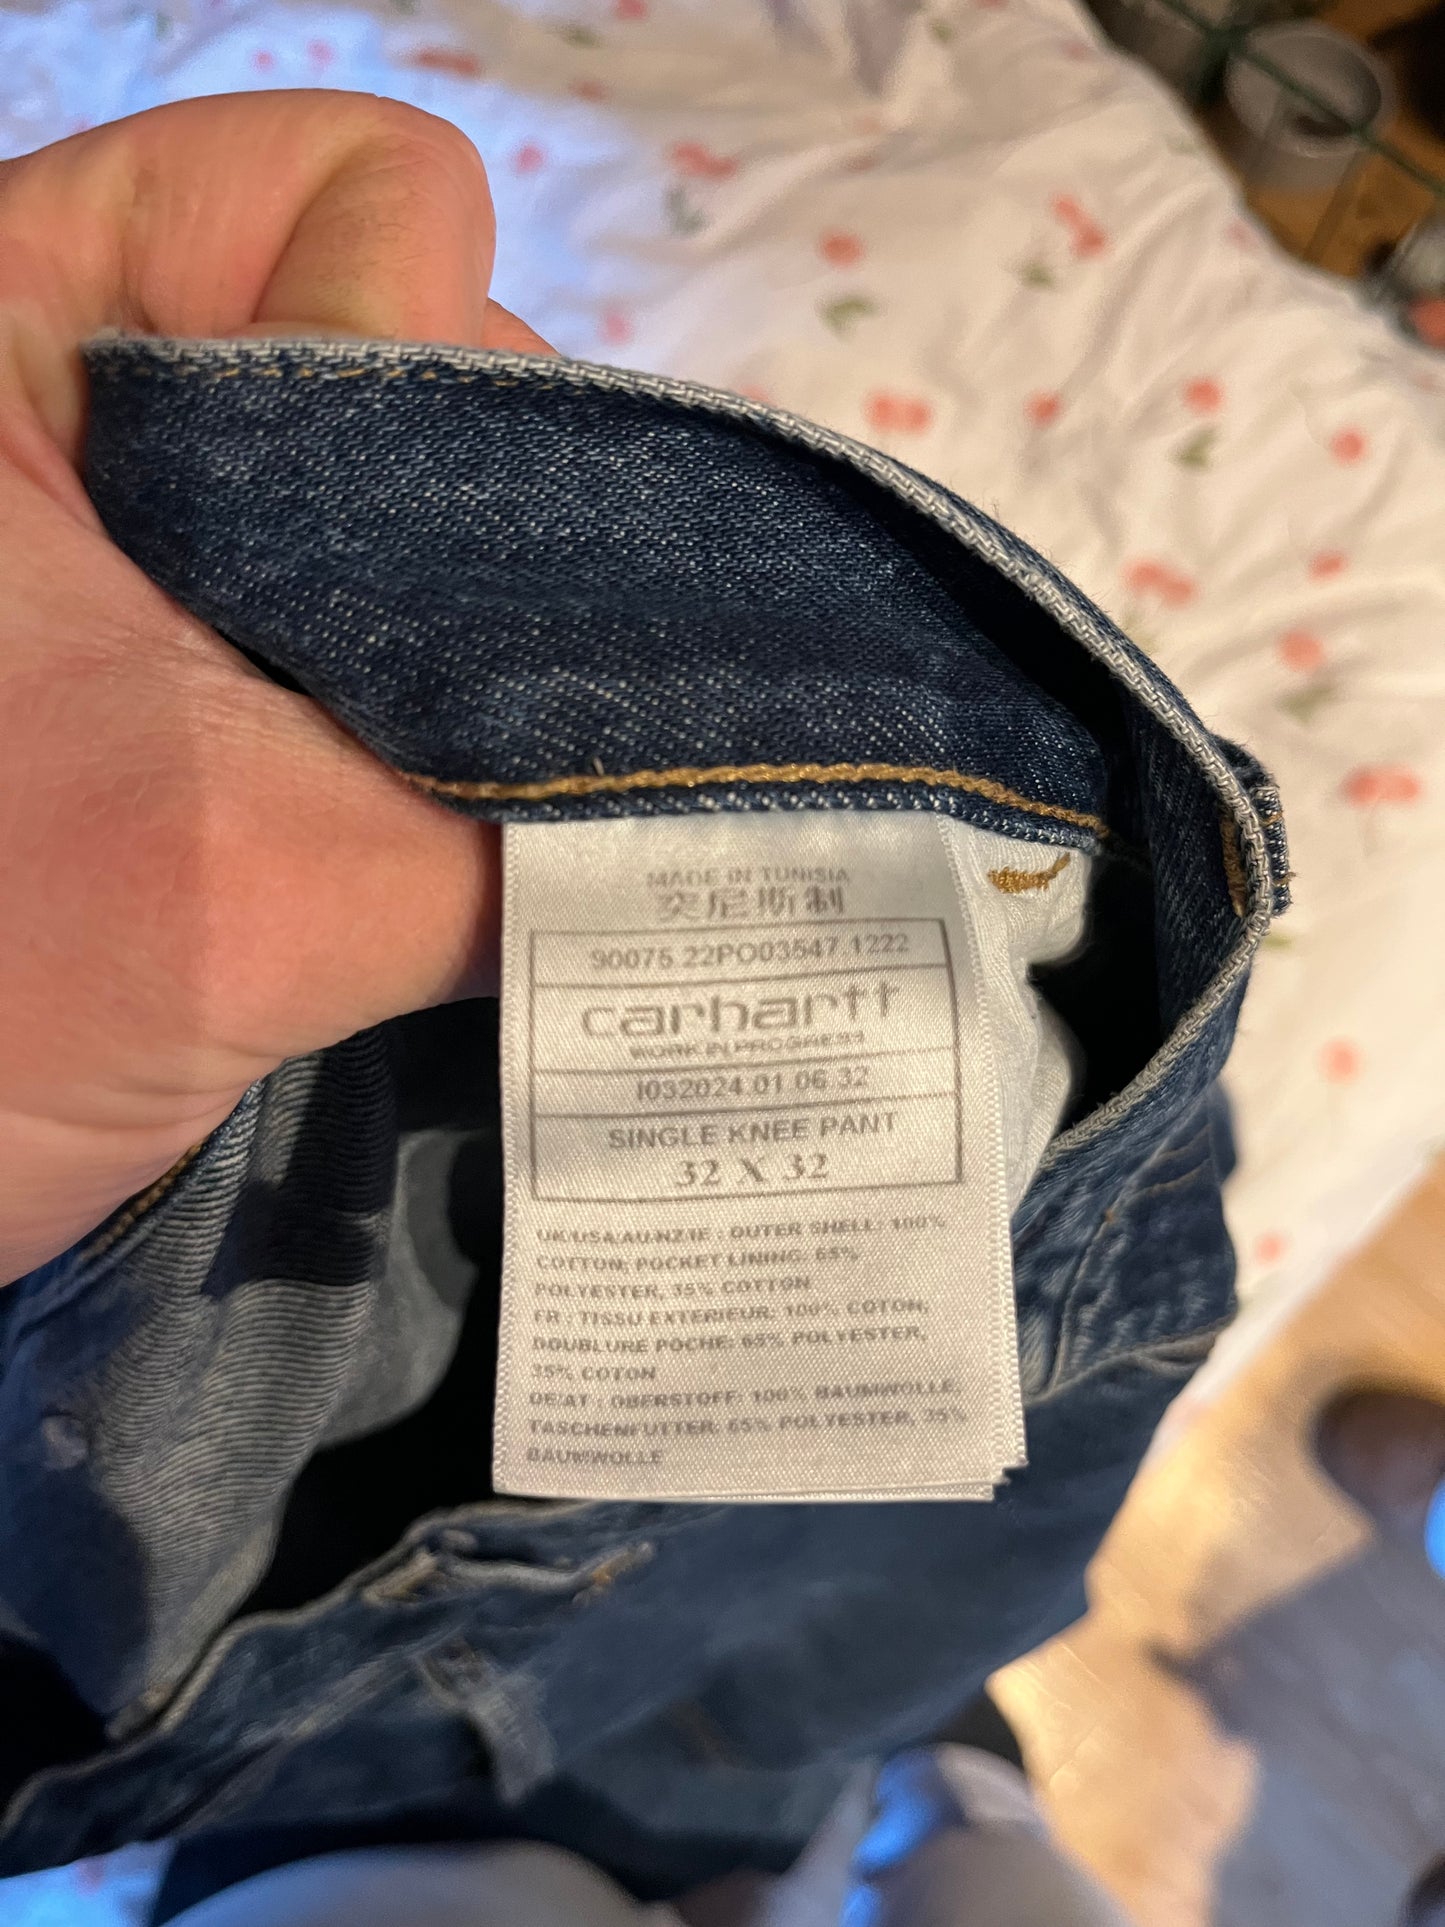 MADE IN TUNISIA
突尼斯制
90075.22PO03547.1222
carhartt
WORK IN PROGRESS
I032024.01.06.32
SINGLE KNEE PANT
32 X 32
UK/USA/AU/NZ/IE : OUTER SHELL: 100%
COTTON; POCKET LINING: 65%
POLYESTER, 35% COTTON
FR : TISSU EXTERIEUR: 100% COTON;
DOUBLURE POCHE: 65% POLYESTER,
35% COTON
DE/AT : OBERSTOFF: 100% BAUMWOLLE;
TASCHENFUTTER: 65% POLYESTER, 35%
BAUMWOLLE